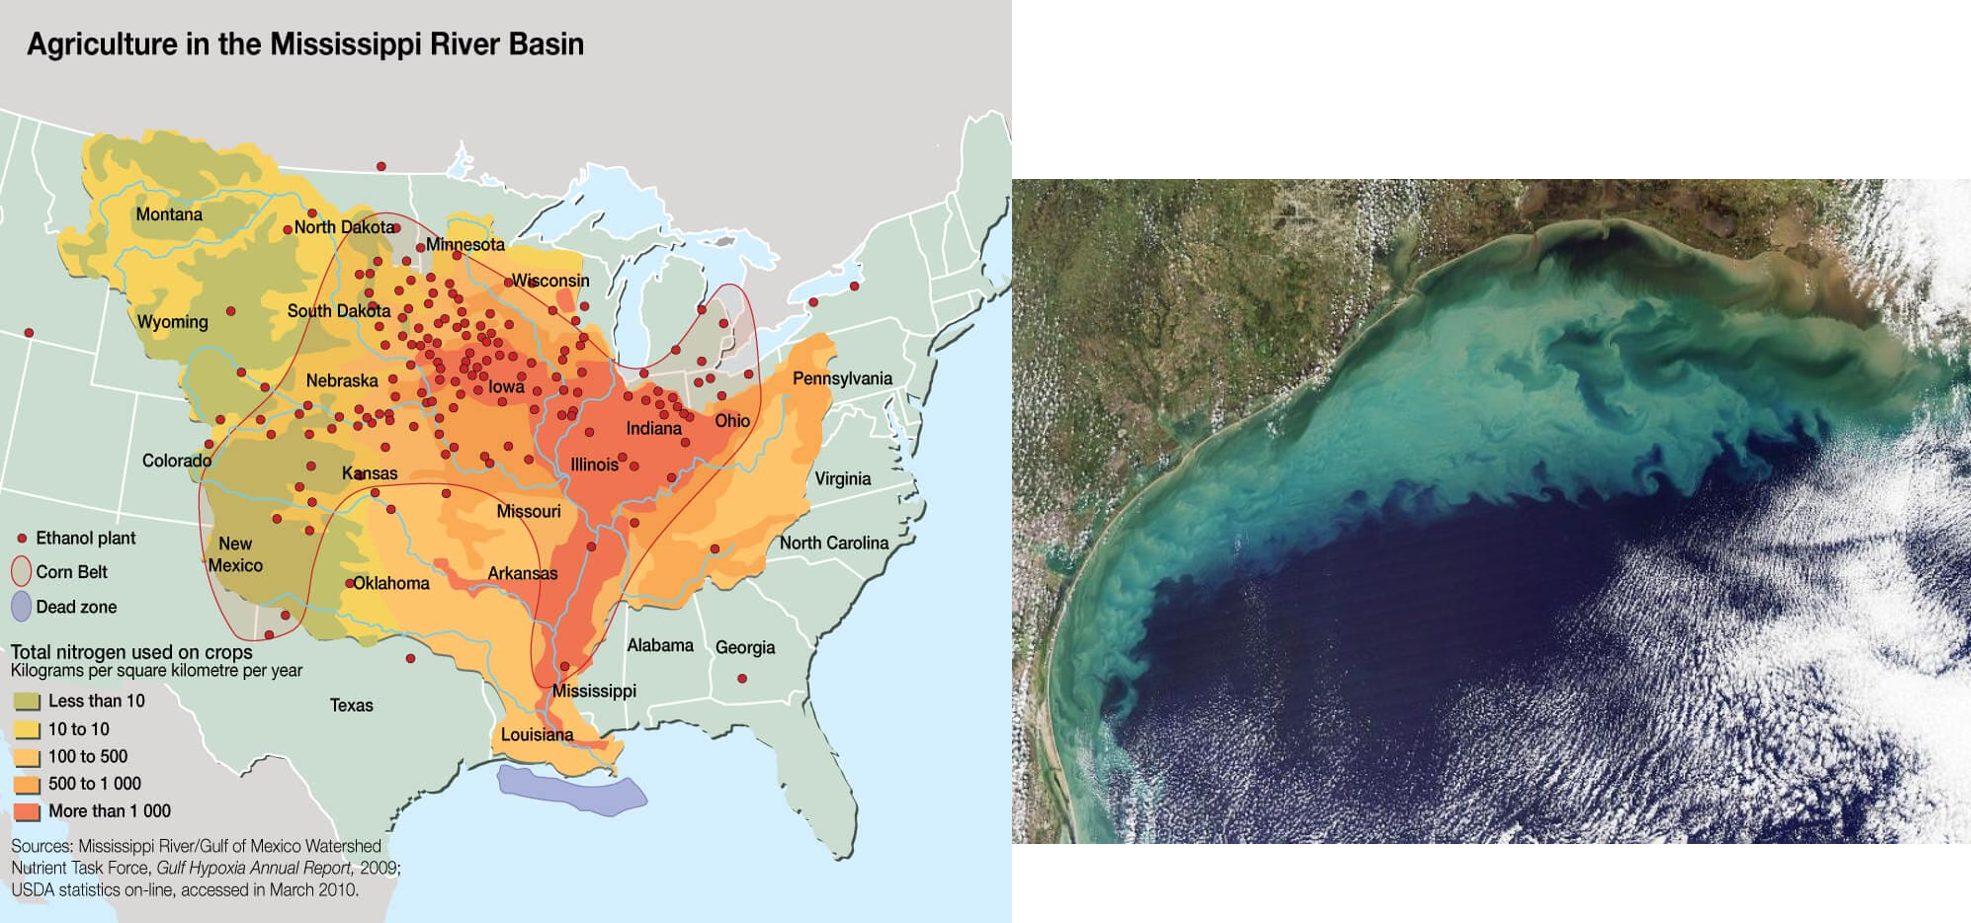 Agriculture in the Mississippi River Basin
Montana
North Dakota
Minnesota
Wisconsin
Wyoming
South Dakota
Nebraska
Iowa
Pennsylvania
Indiana
Ohio
Colorado
Kansas
Illinois
Virginia
Missouri
New
Mexico
North Carolina
Arkansas
Oklahoma
Alabama
Georgia
Mississippi
Texas
Louisiana
Ethanol plant
Corn Belt
Dead zone
Total nitrogen used on crops
Kilograms per square kilometre per year
Less than 10
10 to 10
100 to 500
500 to 1 000
More than 1 000
Sources: Mississippi River/Gulf of Mexico Watershed
Nutrient Task Force, Gulf Hypoxia Annual Report, 2009;
USDA statistics on-line, accessed in March 2010.